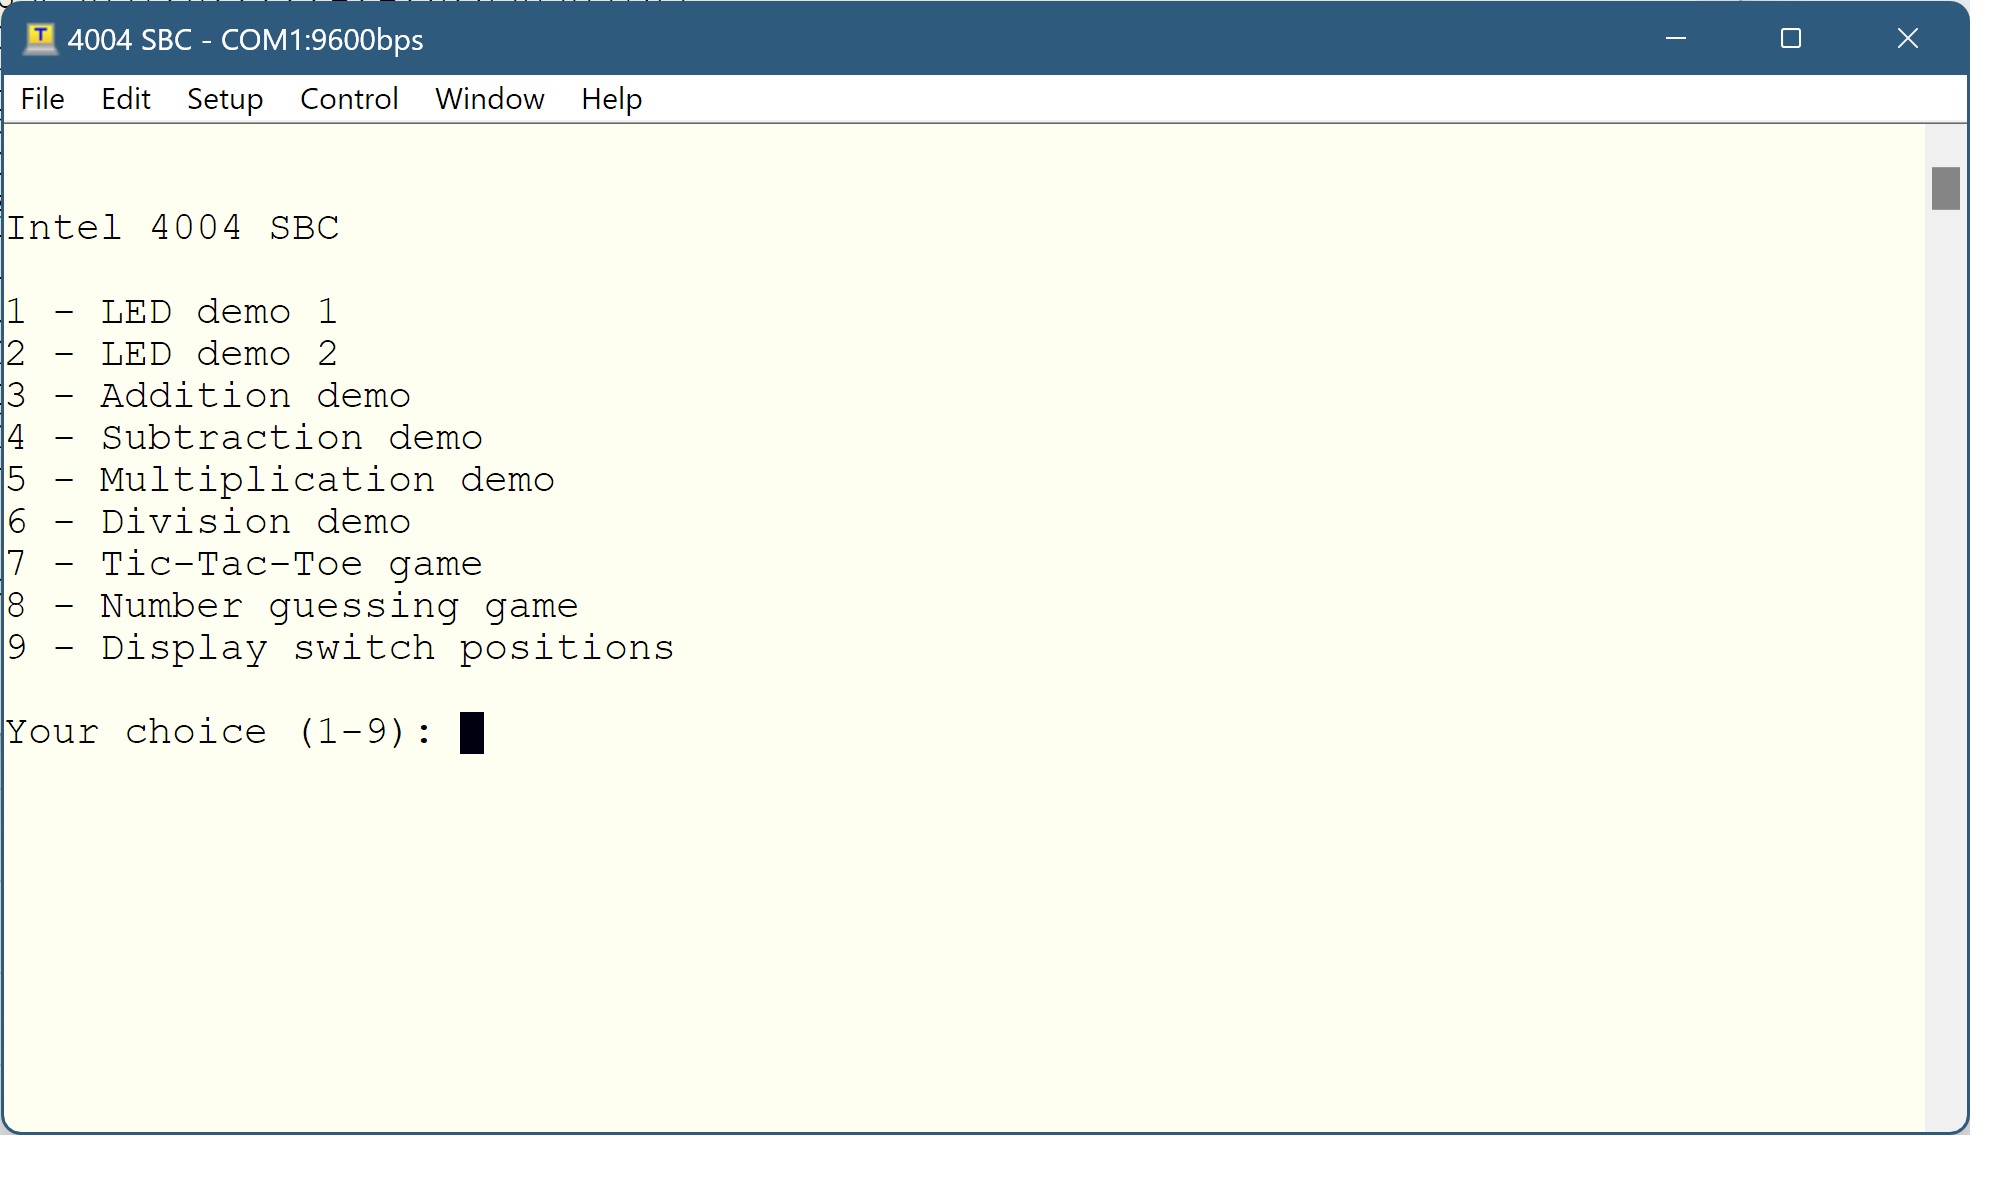 4004 SBC - COM1:9600bps
File Edit Setup Control Window Help
Intel 4004 SBC
1 - LED demo 1
2 - LED demo 2
3 - Addition demo
4 - Subtraction demo
5 - Multiplication demo
6 - Division demo
7 - Tic-Tac-Toe game
8 - Number guessing game
9 - Display switch positions
Your choice (1-9):